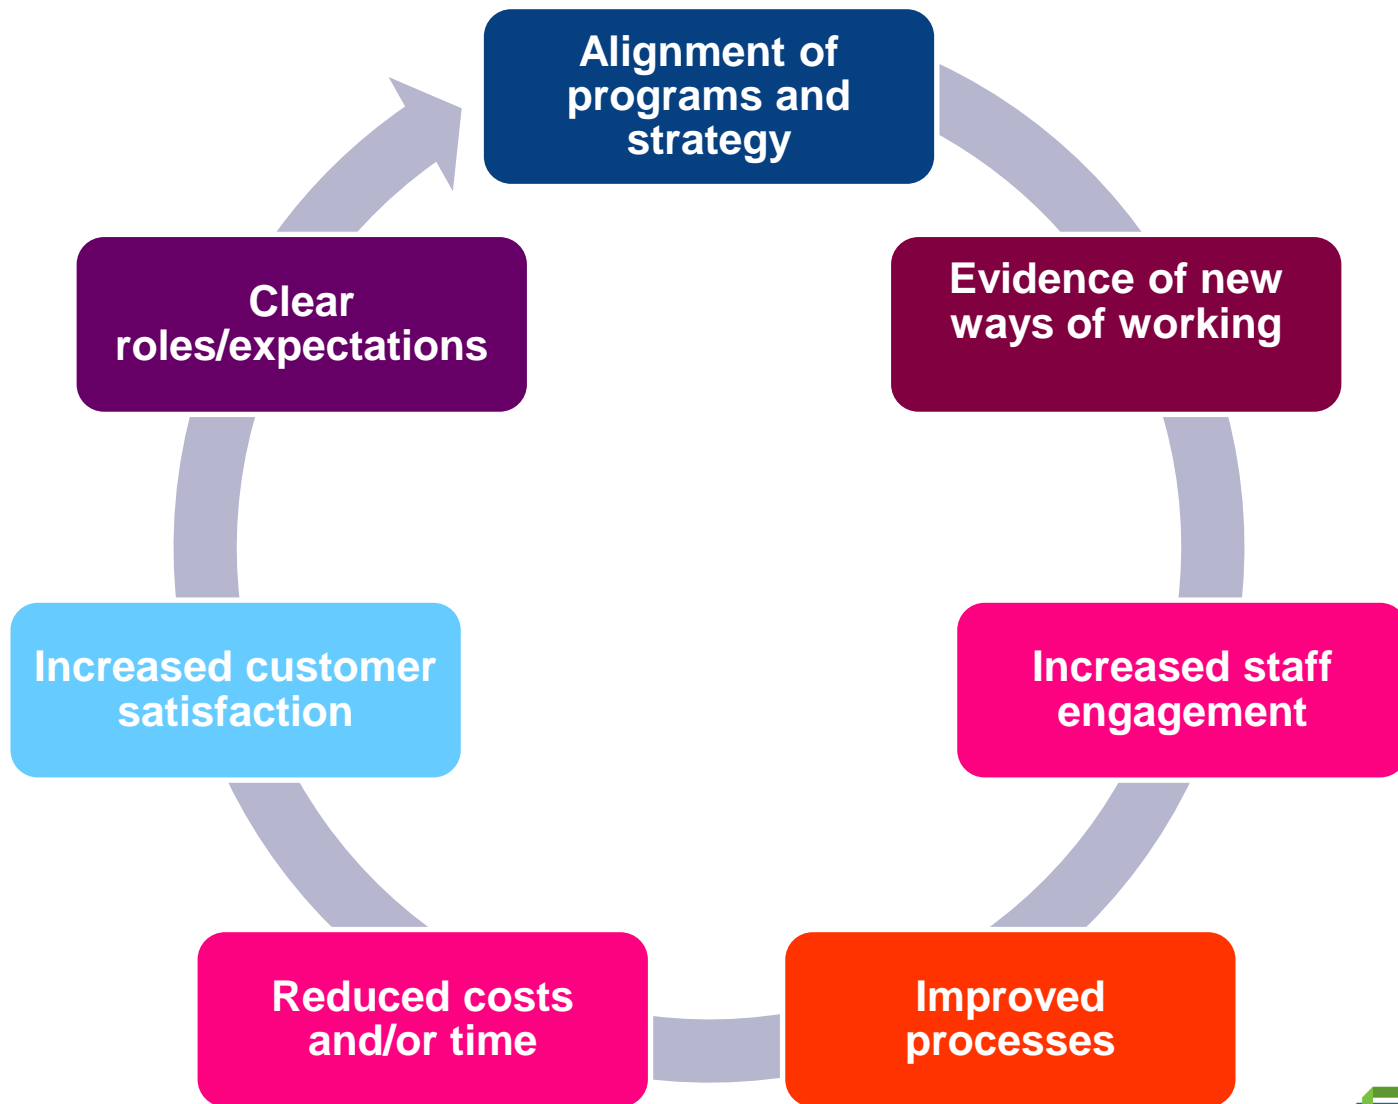 Alignment of
programs and
strategy
Evidence of new
ways of working
Increased staff
engagement
Improved
processes
Reduced costs
and/or time
Increased customer
satisfaction
Clear
roles/expectations